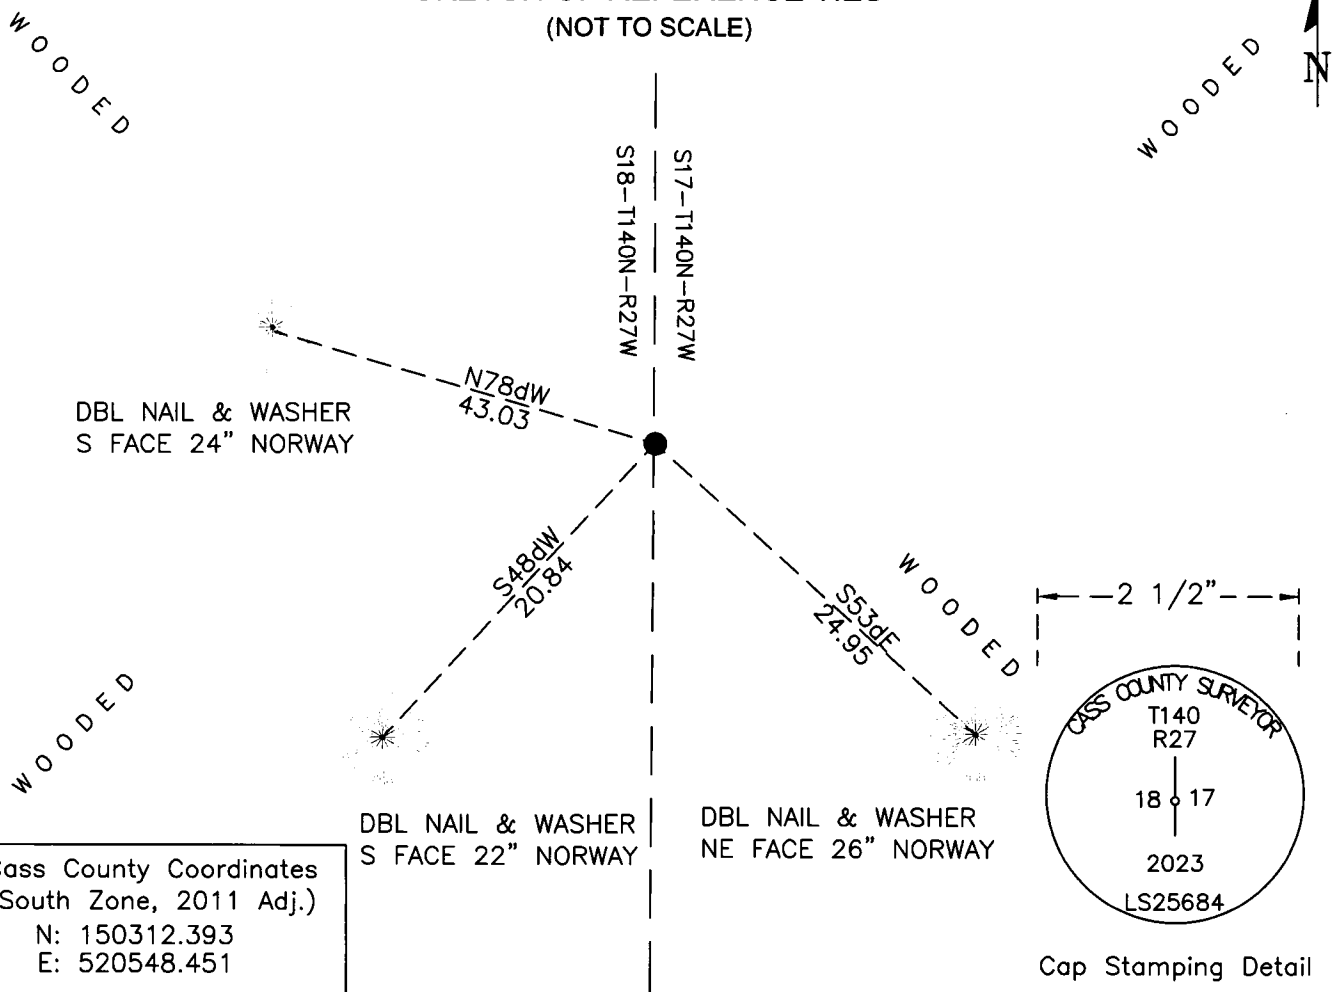 (NOT TO SCALE)
N
WOODED
WOODED
S18-T140N-R27W
S17-T140N-R27W
N78dW
43.03
DBL NAIL & WASHER
S FACE 24" NORWAY
S48dW
20.84
S53dE
24.95
WOODED
WOODED
2 1/2"
DBL NAIL & WASHER
S FACE 22" NORWAY
DBL NAIL & WASHER
NE FACE 26" NORWAY
CASS COUNTY SURVEYOR
T140
R27
18 17
2023
LS25684
Cap Stamping Detail
Cass County Coordinates
(South Zone, 2011 Adj.)
N: 150312.393
E: 520548.451